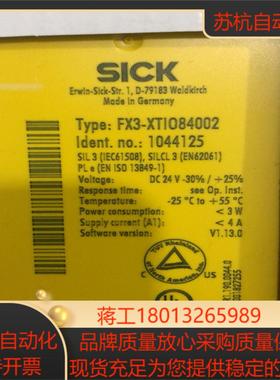 苏杭自动
SICK
Erwin-Sick-Str. 1, D-79183 Waldkirch
Made in Germany
Type: FX3-XTIO84002
Ident. no.: 1044125
SIL 3 (IEC61508), SILCL 3 (EN62061)
PL e (EN ISO 13849-1)
Voltage: DC 24 V -30% / +25%
Response time: see Op. Inst.
Temperature: -25 °C to +55 °C
Power consumption: < 3 W
Supply current (A1): < 4 A
Software version: V1.13.0
TÜV Rheinland
US
自动化
蒋工18013265989
开票
品牌质量放心采购质量保
现货充足为您提供稳定的